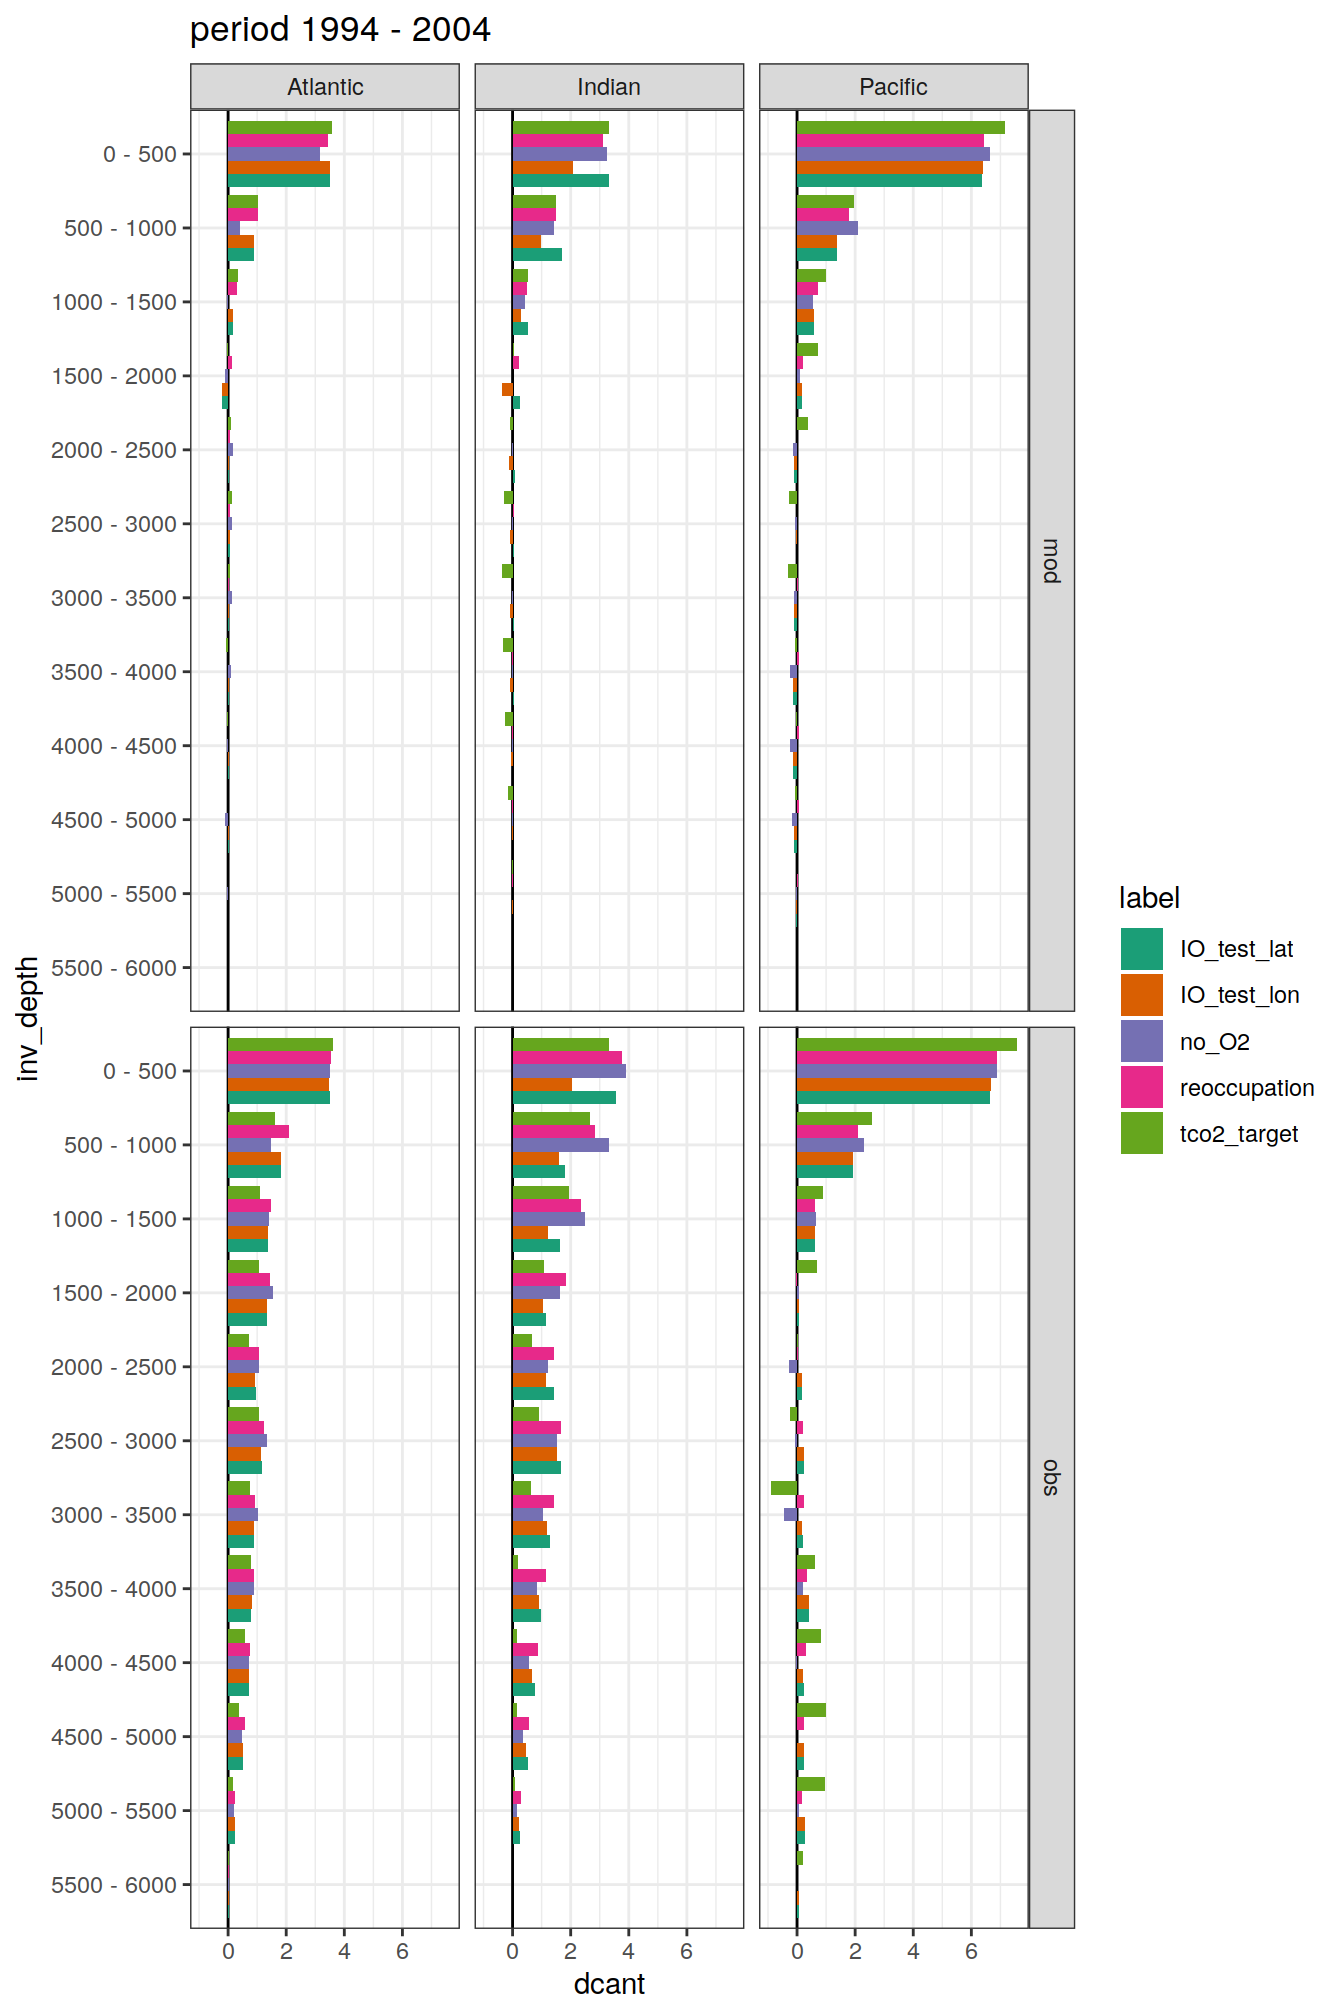 period 1994 - 2004
Atlantic
Indian
Pacific
0 - 500
500 - 1000
1000 - 1500
1500 - 2000
2000 - 2500
2500 - 3000
3000 - 3500
3500 - 4000
4000 - 4500
4500 - 5000
5000 - 5500
5500 - 6000
mod
0 - 500
500 - 1000
1000 - 1500
1500 - 2000
2000 - 2500
2500 - 3000
3000 - 3500
3500 - 4000
4000 - 4500
4500 - 5000
5000 - 5500
5500 - 6000
obs
inv_depth
0 2 4 6
0 2 4 6
0 2 4 6
dcant
label
IO_test_lat
IO_test_lon
no_O2
reoccupation
tco2_target